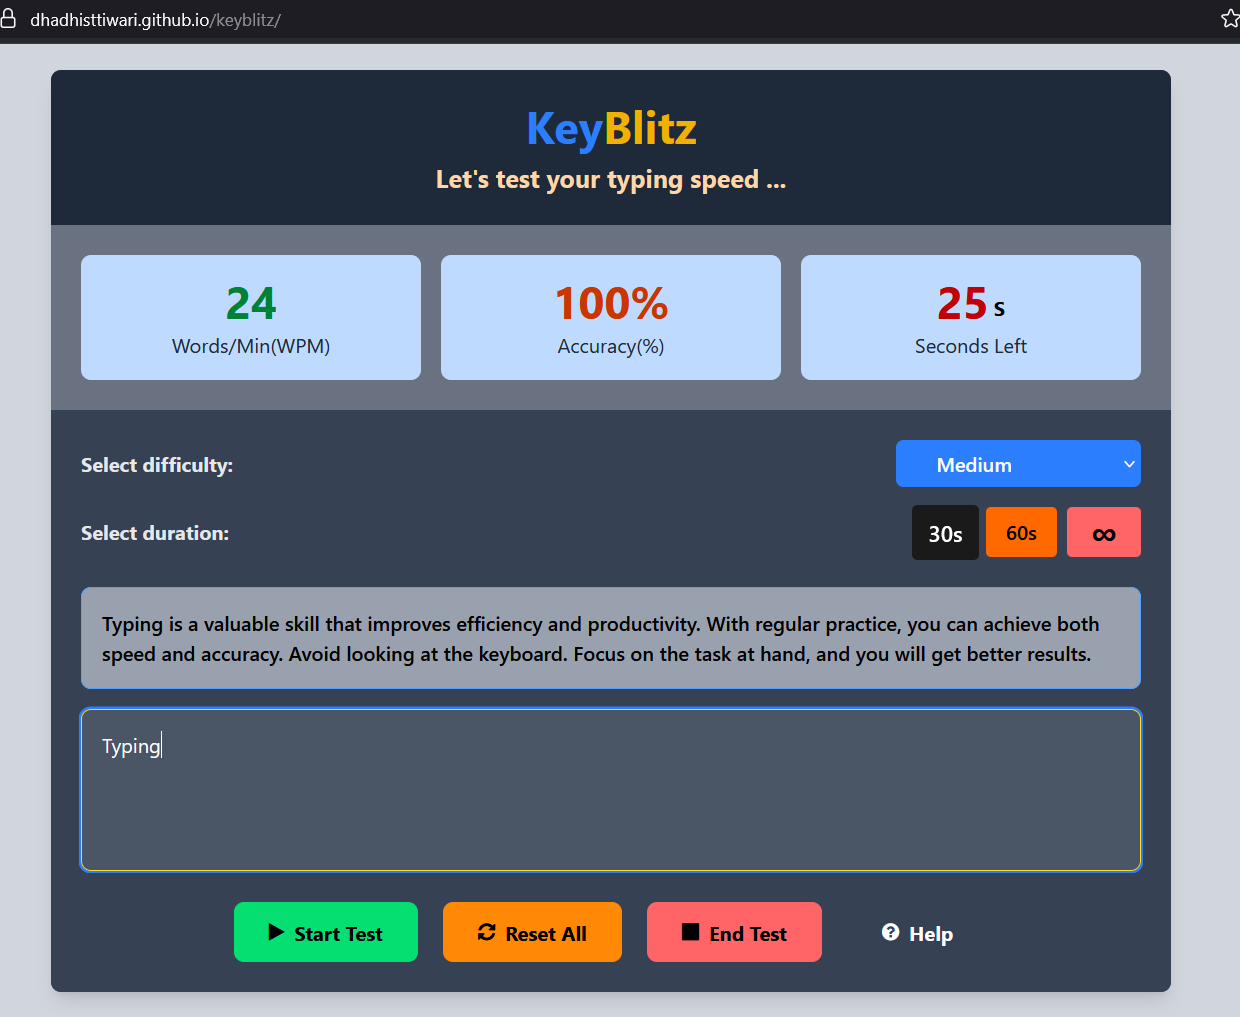 dhadhisttiwari.github.io/keyblitz/
KeyBlitz
Let's test your typing speed ...
24
Words/Min(WPM)
100%
Accuracy(%)
25 s
Seconds Left
Select difficulty:
Medium
Select duration:
30s 60s ∞
Typing is a valuable skill that improves efficiency and productivity. With regular practice, you can achieve both
speed and accuracy. Avoid looking at the keyboard. Focus on the task at hand, and you will get better results.
Typing
Start Test Reset All End Test Help